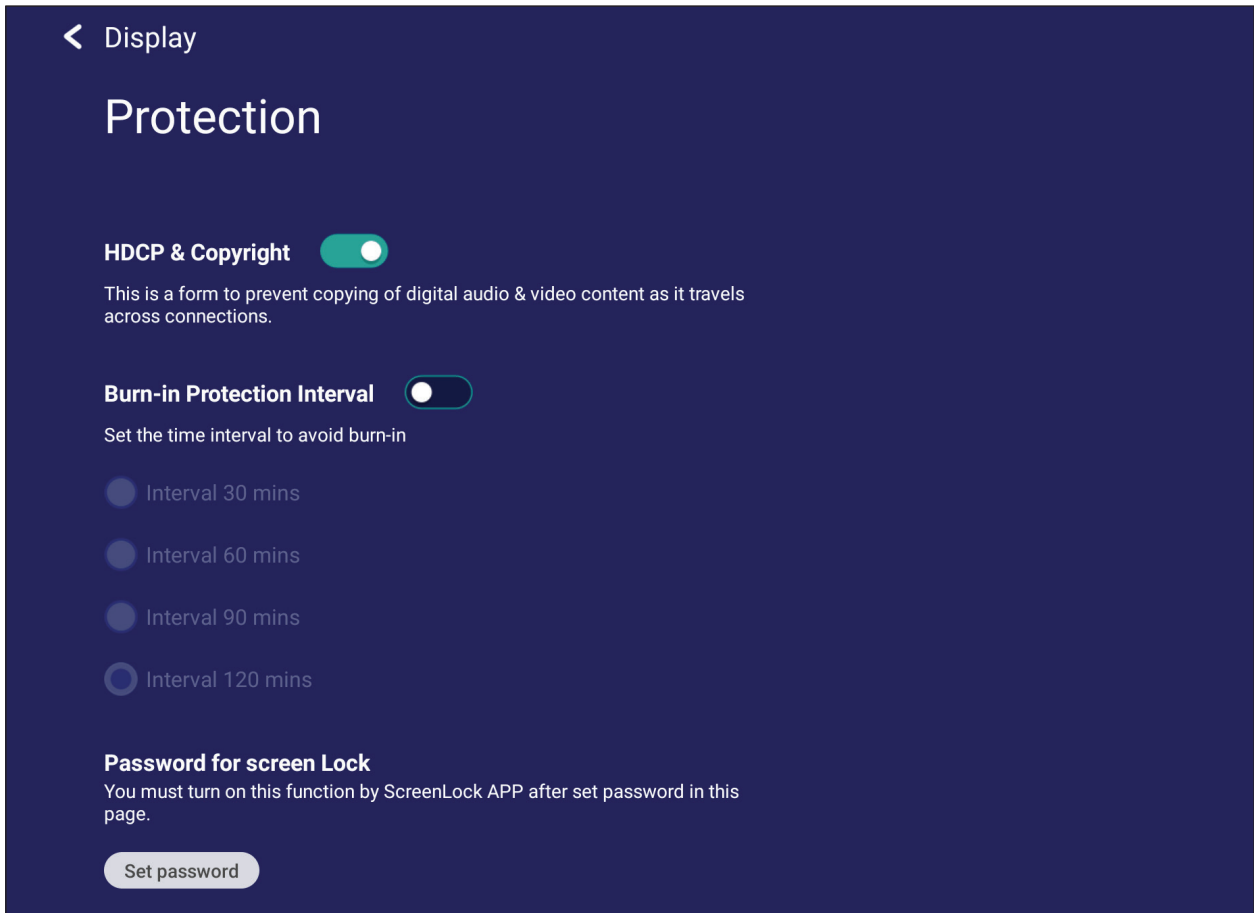 Display
Protection
HDCP & Copyright
This is a form to prevent copying of digital audio & video content as it travels
across connections.
Burn-in Protection Interval
Set the time interval to avoid burn-in
Interval 30 mins
Interval 60 mins
Interval 90 mins
Interval 120 mins
Password for screen Lock
You must turn on this function by ScreenLock APP after set password in this
page.
Set password